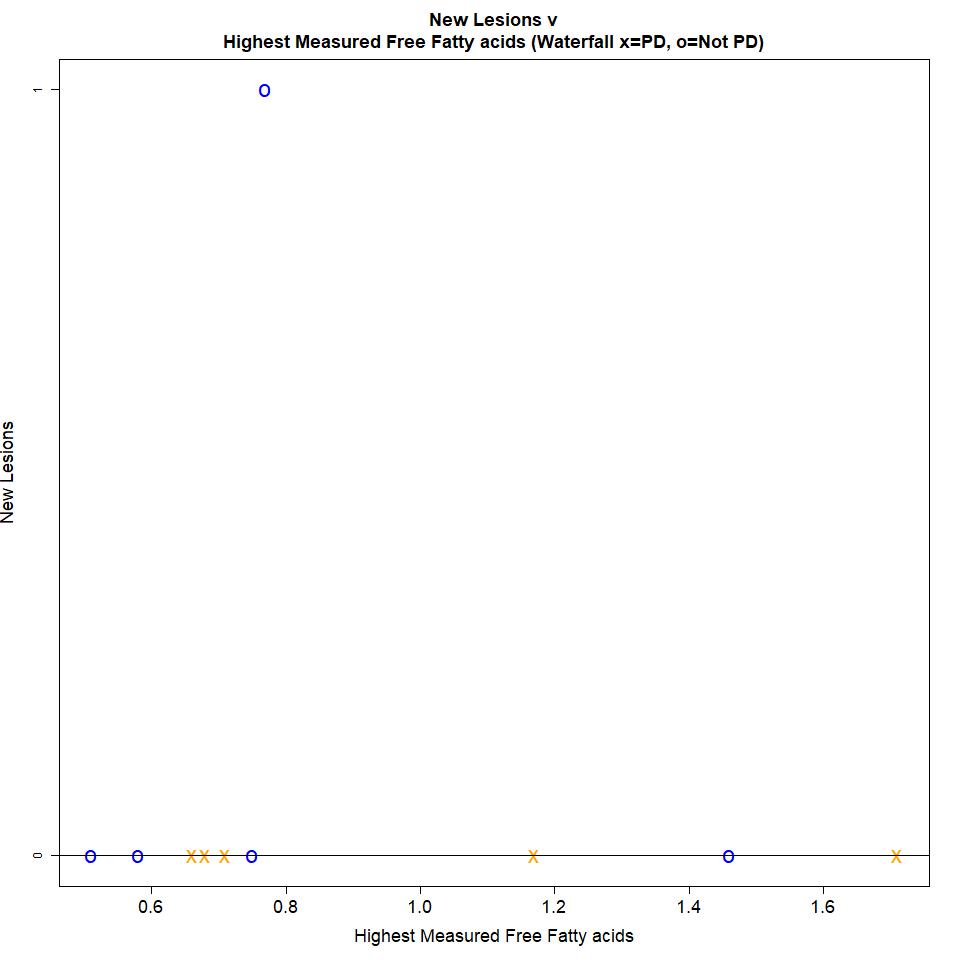 New Lesions v
Highest Measured Free Fatty acids (Waterfall x=PD, o=Not PD)
1
o
New Lesions
0
o o x x x o x o x
0.6 0.8 1.0 1.2 1.4 1.6
Highest Measured Free Fatty acids